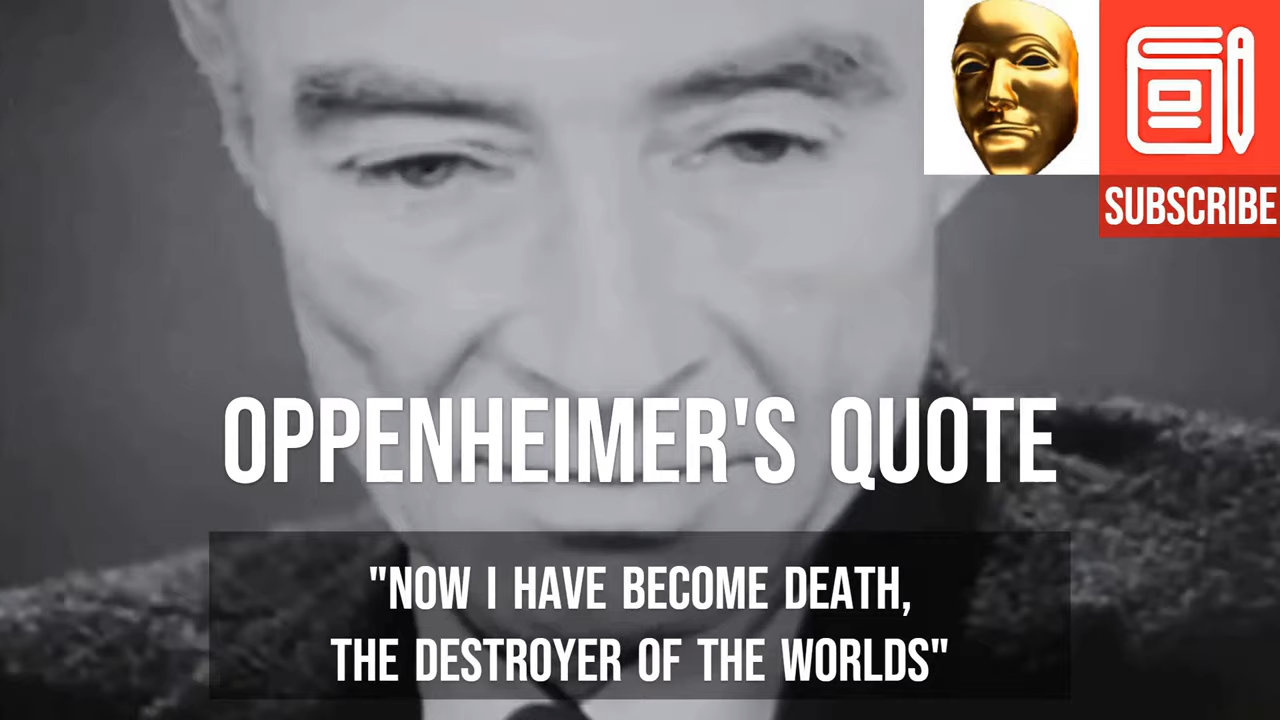 SUBSCRIBE
OPPENHEIMER'S QUOTE
"NOW I HAVE BECOME DEATH,
THE DESTROYER OF THE WORLDS"